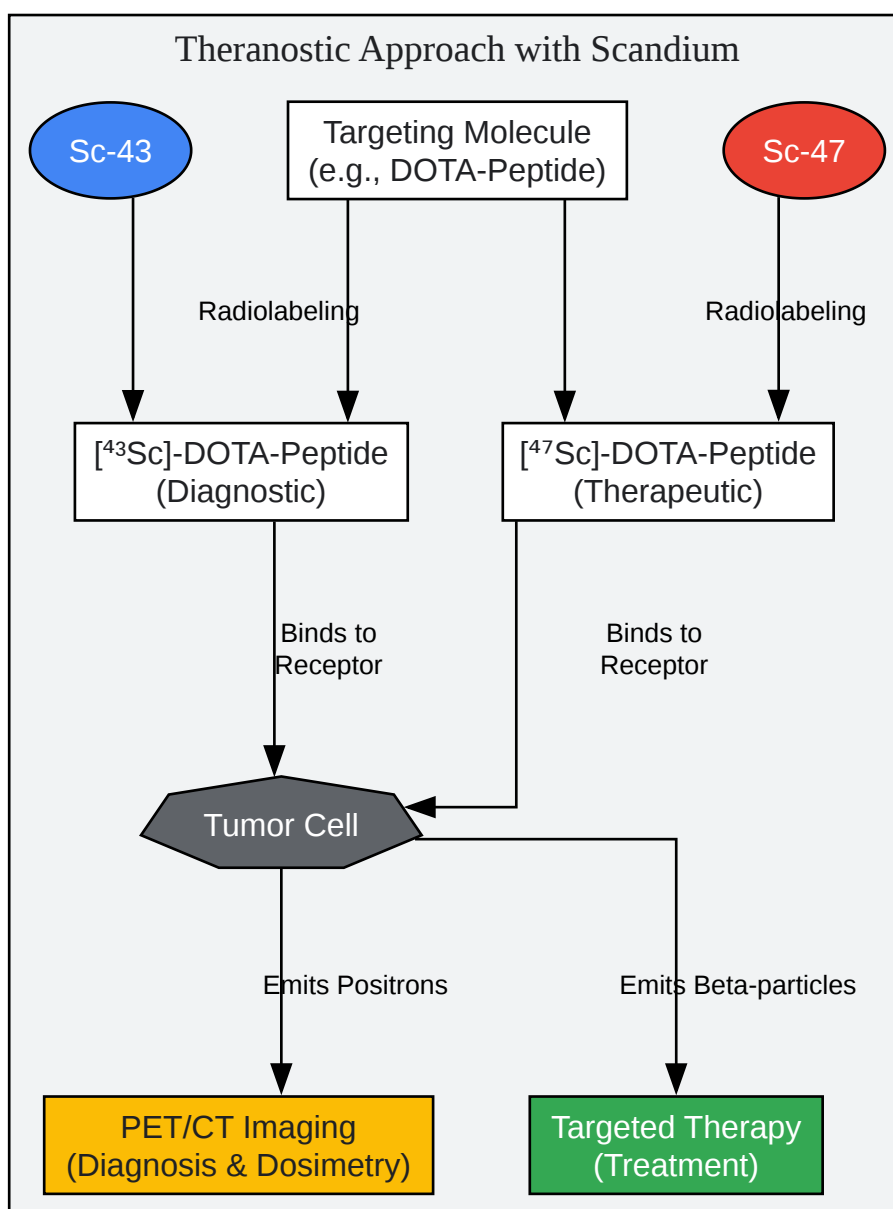 Theranostic Approach with Scandium
Sc-43
Targeting Molecule
(e.g., DOTA-Peptide)
Sc-47
Radiolabeling
Radiolabeling
[⁴³Sc]-DOTA-Peptide
(Diagnostic)
[⁴⁷Sc]-DOTA-Peptide
(Therapeutic)
Binds to
Receptor
Binds to
Receptor
Tumor Cell
Emits Positrons
Emits Beta-particles
PET/CT Imaging
(Diagnosis & Dosimetry)
Targeted Therapy
(Treatment)